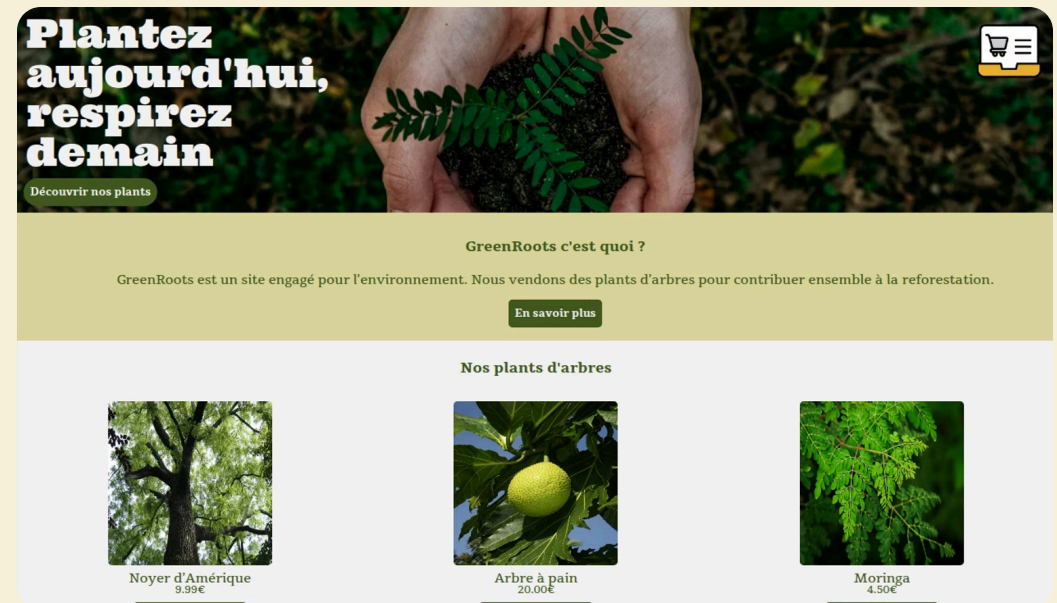 Plantez
aujourd'hui,
respirez
demain
Découvrir nos plants
GreenRoots c'est quoi ?
GreenRoots est un site engagé pour l'environnement. Nous vendons des plants d'arbres pour contribuer ensemble à la reforestation.
En savoir plus
Nos plants d'arbres
Noyer d'Amérique
9.99€
Arbre à pain
20.00€
Moringa
4.50€